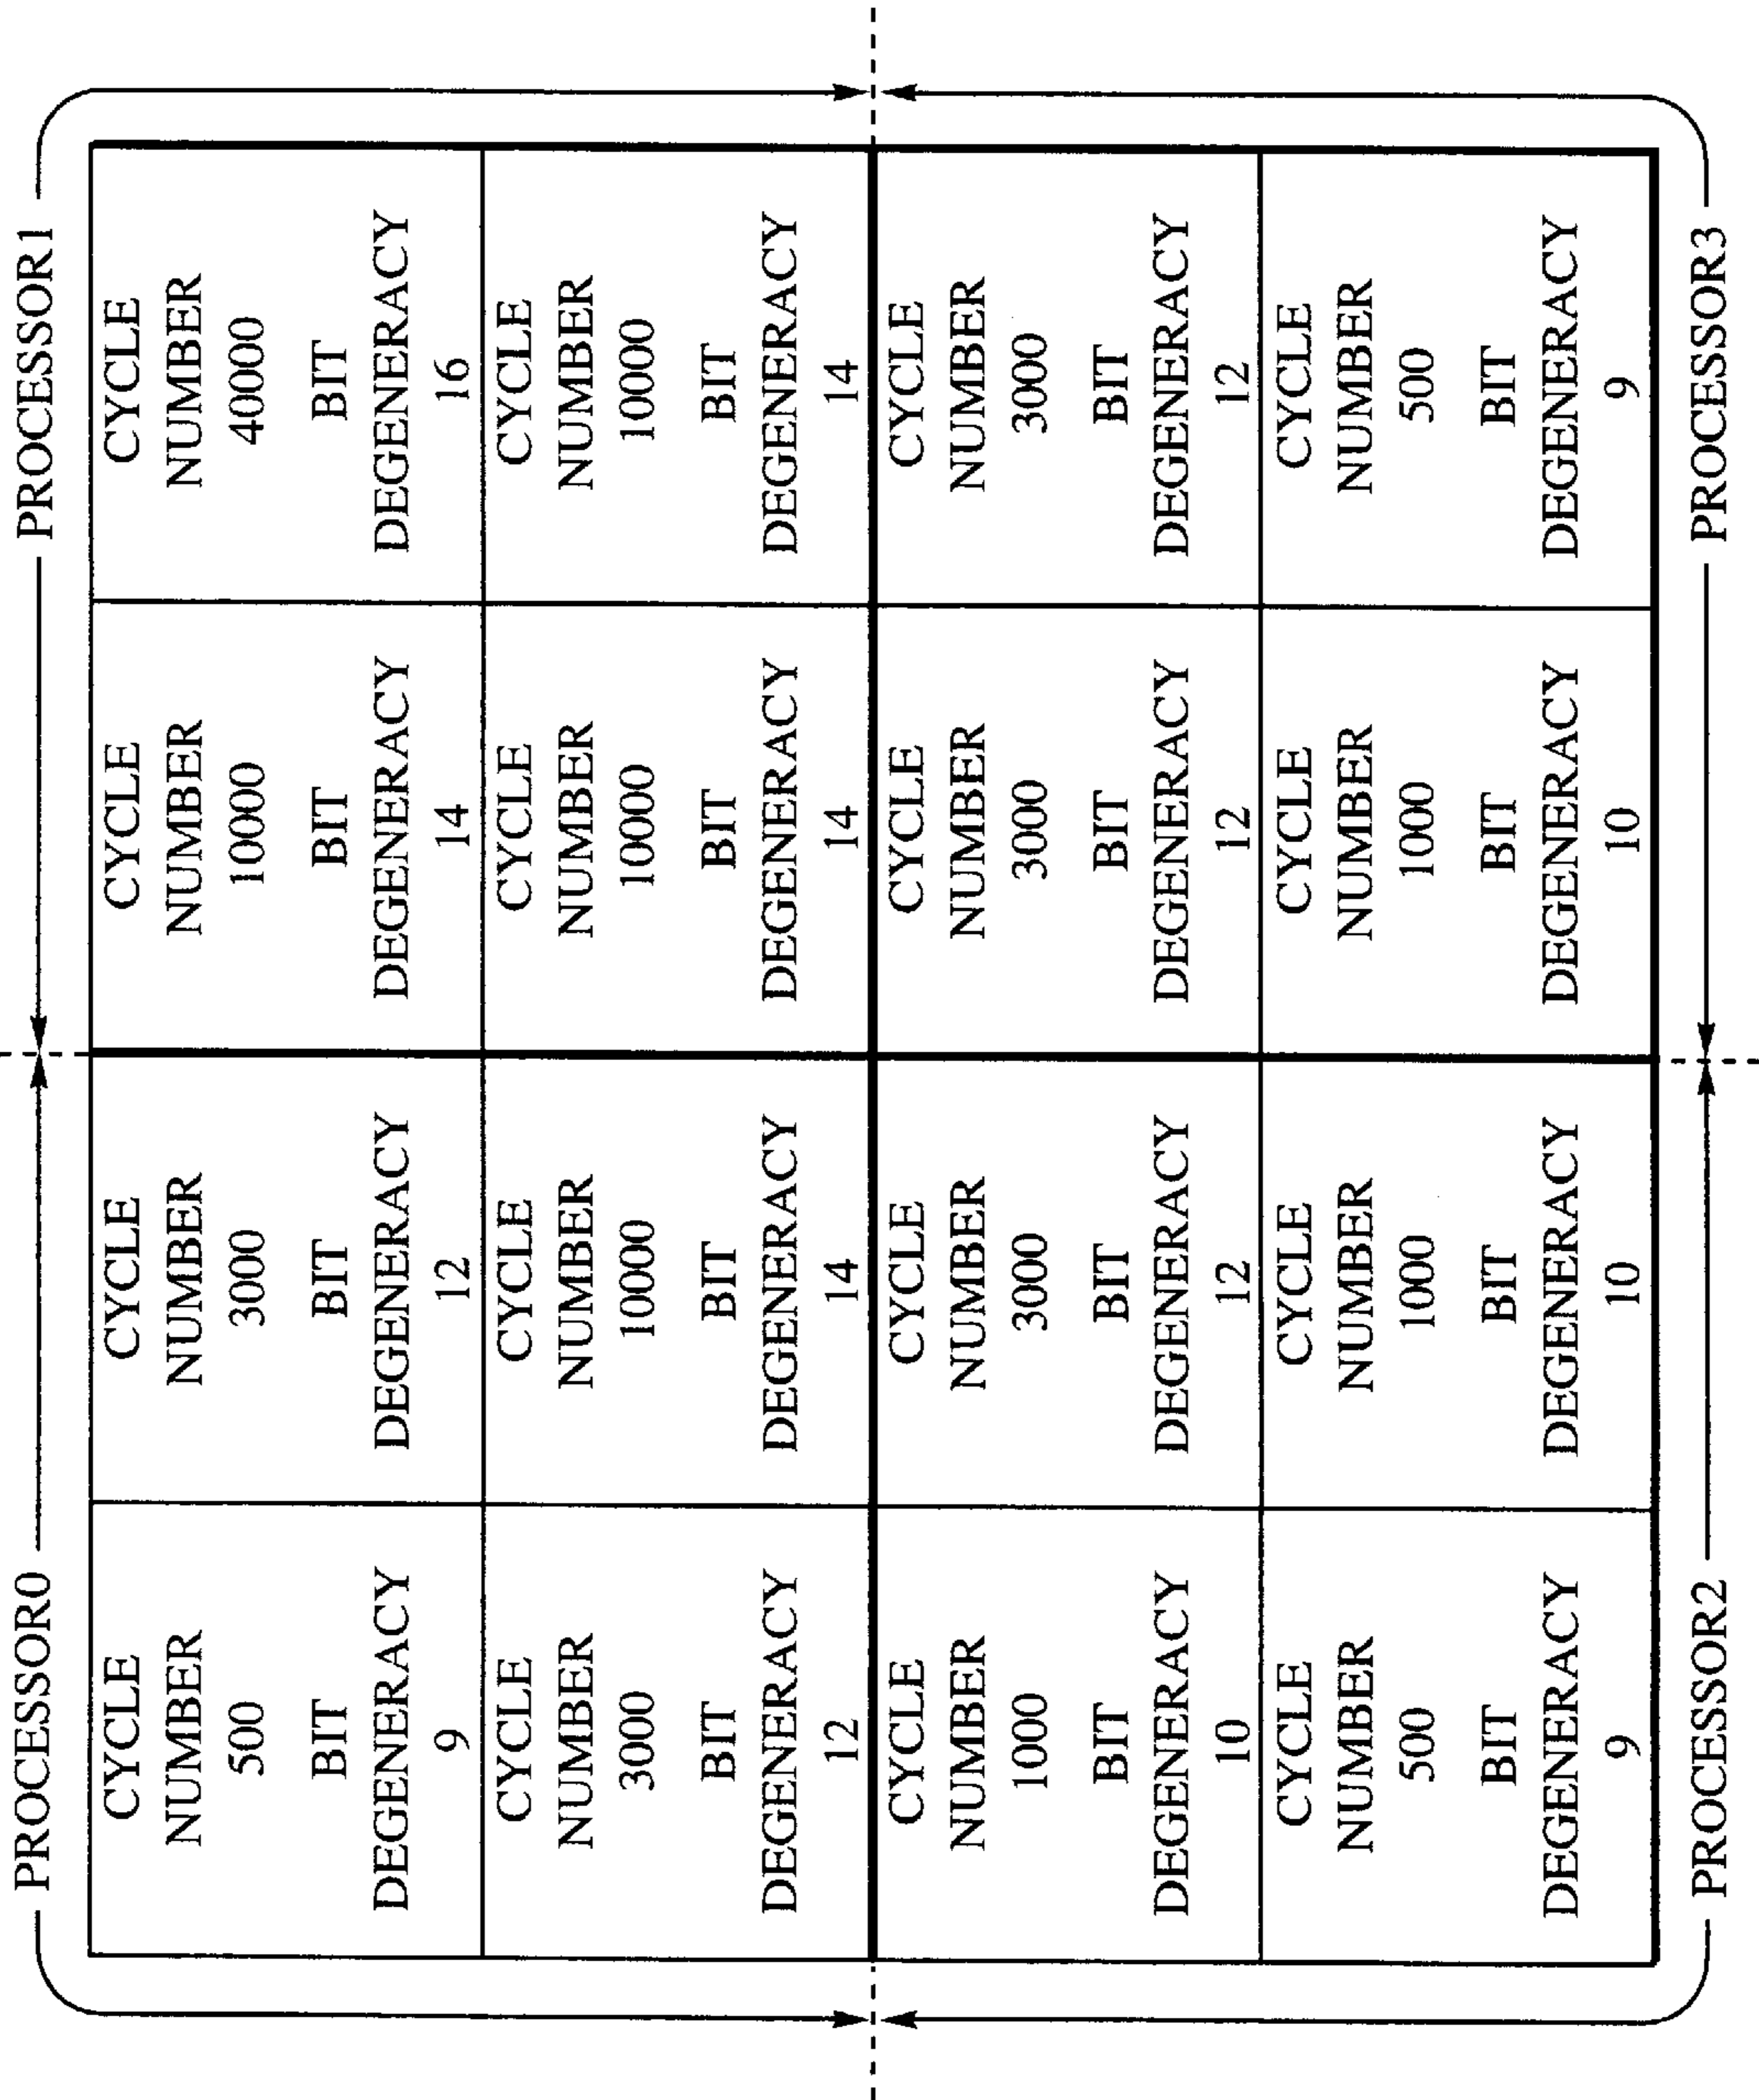 PROCESSOR0
PROCESSOR1
CYCLE
NUMBER
500
BIT
DEGENERACY
9
CYCLE
NUMBER
3000
BIT
DEGENERACY
12
CYCLE
NUMBER
10000
BIT
DEGENERACY
14
CYCLE
NUMBER
40000
BIT
DEGENERACY
16
CYCLE
NUMBER
3000
BIT
DEGENERACY
12
CYCLE
NUMBER
10000
BIT
DEGENERACY
14
CYCLE
NUMBER
10000
BIT
DEGENERACY
14
CYCLE
NUMBER
10000
BIT
DEGENERACY
14
CYCLE
NUMBER
1000
BIT
DEGENERACY
10
CYCLE
NUMBER
3000
BIT
DEGENERACY
12
CYCLE
NUMBER
3000
BIT
DEGENERACY
12
CYCLE
NUMBER
3000
BIT
DEGENERACY
12
CYCLE
NUMBER
500
BIT
DEGENERACY
9
CYCLE
NUMBER
1000
BIT
DEGENERACY
10
CYCLE
NUMBER
1000
BIT
DEGENERACY
10
CYCLE
NUMBER
500
BIT
DEGENERACY
9
PROCESSOR2
PROCESSOR3